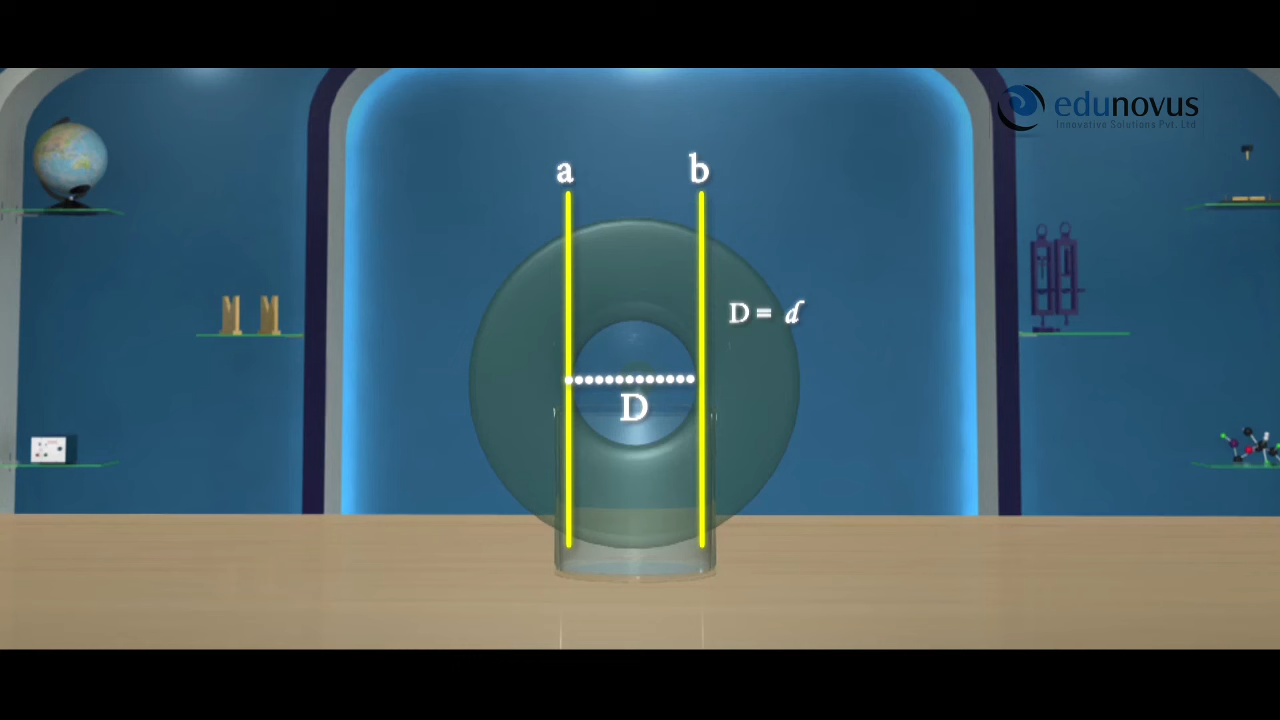 edunovus
Innovative Solutions Pvt. Ltd
a b
D = d
D